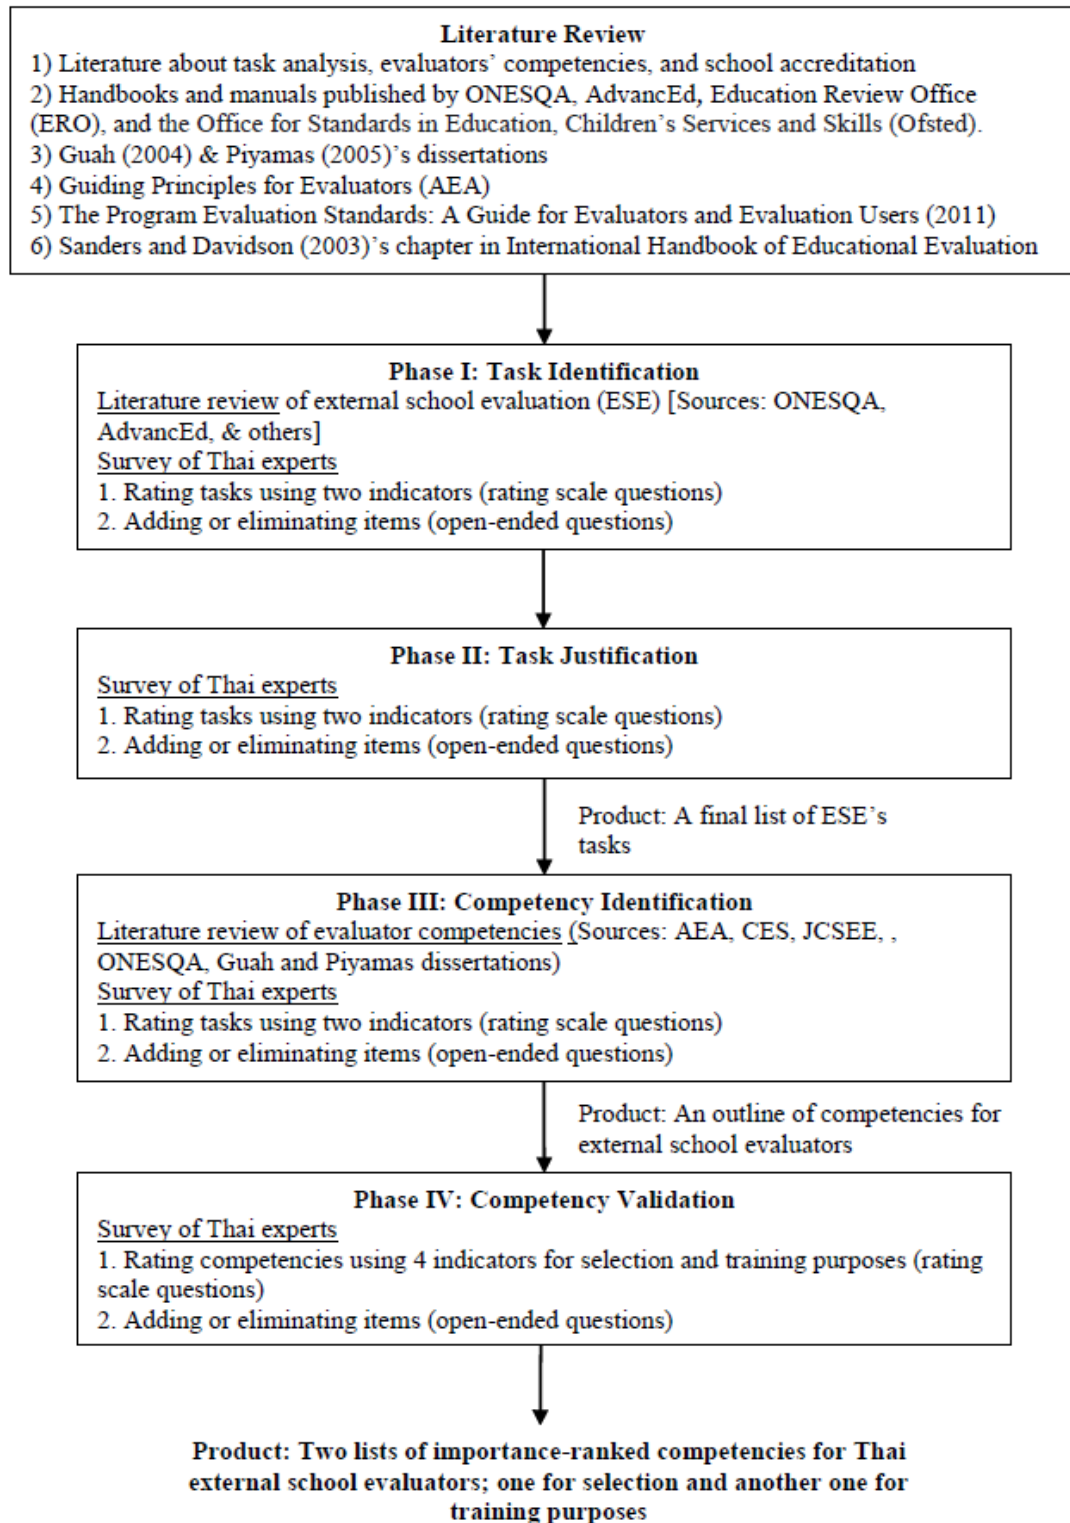 Literature Review
1) Literature about task analysis, evaluators’ competencies, and school accreditation
2) Handbooks and manuals published by ONESQA, AdvancEd, Education Review Office
(ERO), and the Office for Standards in Education, Children’s Services and Skills (Ofsted).
3) Guah (2004) & Piyamas (2005)’s dissertations
4) Guiding Principles for Evaluators (AEA)
5) The Program Evaluation Standards: A Guide for Evaluators and Evaluation Users (2011)
6) Sanders and Davidson (2003)’s chapter in International Handbook of Educational Evaluation
Phase I: Task Identification
Literature review of external school evaluation (ESE) [Sources: ONESQA,
AdvancEd, & others]
Survey of Thai experts
1. Rating tasks using two indicators (rating scale questions)
2. Adding or eliminating items (open-ended questions)
Phase II: Task Justification
Survey of Thai experts
1. Rating tasks using two indicators (rating scale questions)
2. Adding or eliminating items (open-ended questions)
Product: A final list of ESE’s
tasks
Phase III: Competency Identification
Literature review of evaluator competencies (Sources: AEA, CES, JCSEE, ,
ONESQA, Guah and Piyamas dissertations)
Survey of Thai experts
1. Rating tasks using two indicators (rating scale questions)
2. Adding or eliminating items (open-ended questions)
Product: An outline of competencies for
external school evaluators
Phase IV: Competency Validation
Survey of Thai experts
1. Rating competencies using 4 indicators for selection and training purposes (rating
scale questions)
2. Adding or eliminating items (open-ended questions)
Product: Two lists of importance-ranked competencies for Thai
external school evaluators; one for selection and another one for
training purposes